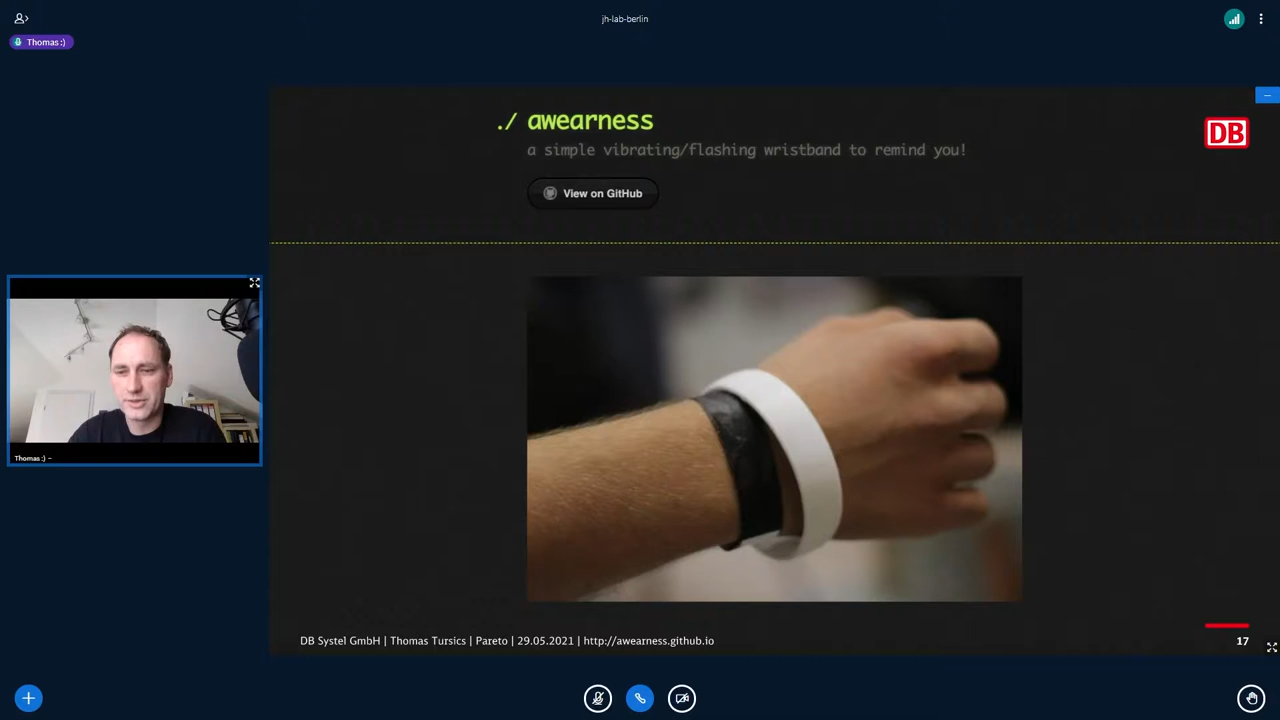 jh-lab-berlin
Thomas :)
./ awearness
a simple vibrating/flashing wristband to remind you!
DB
View on GitHub
Thomas :)
DB Systel GmbH | Thomas Tursics | Pareto | 29.05.2021 | http://awearness.github.io
17